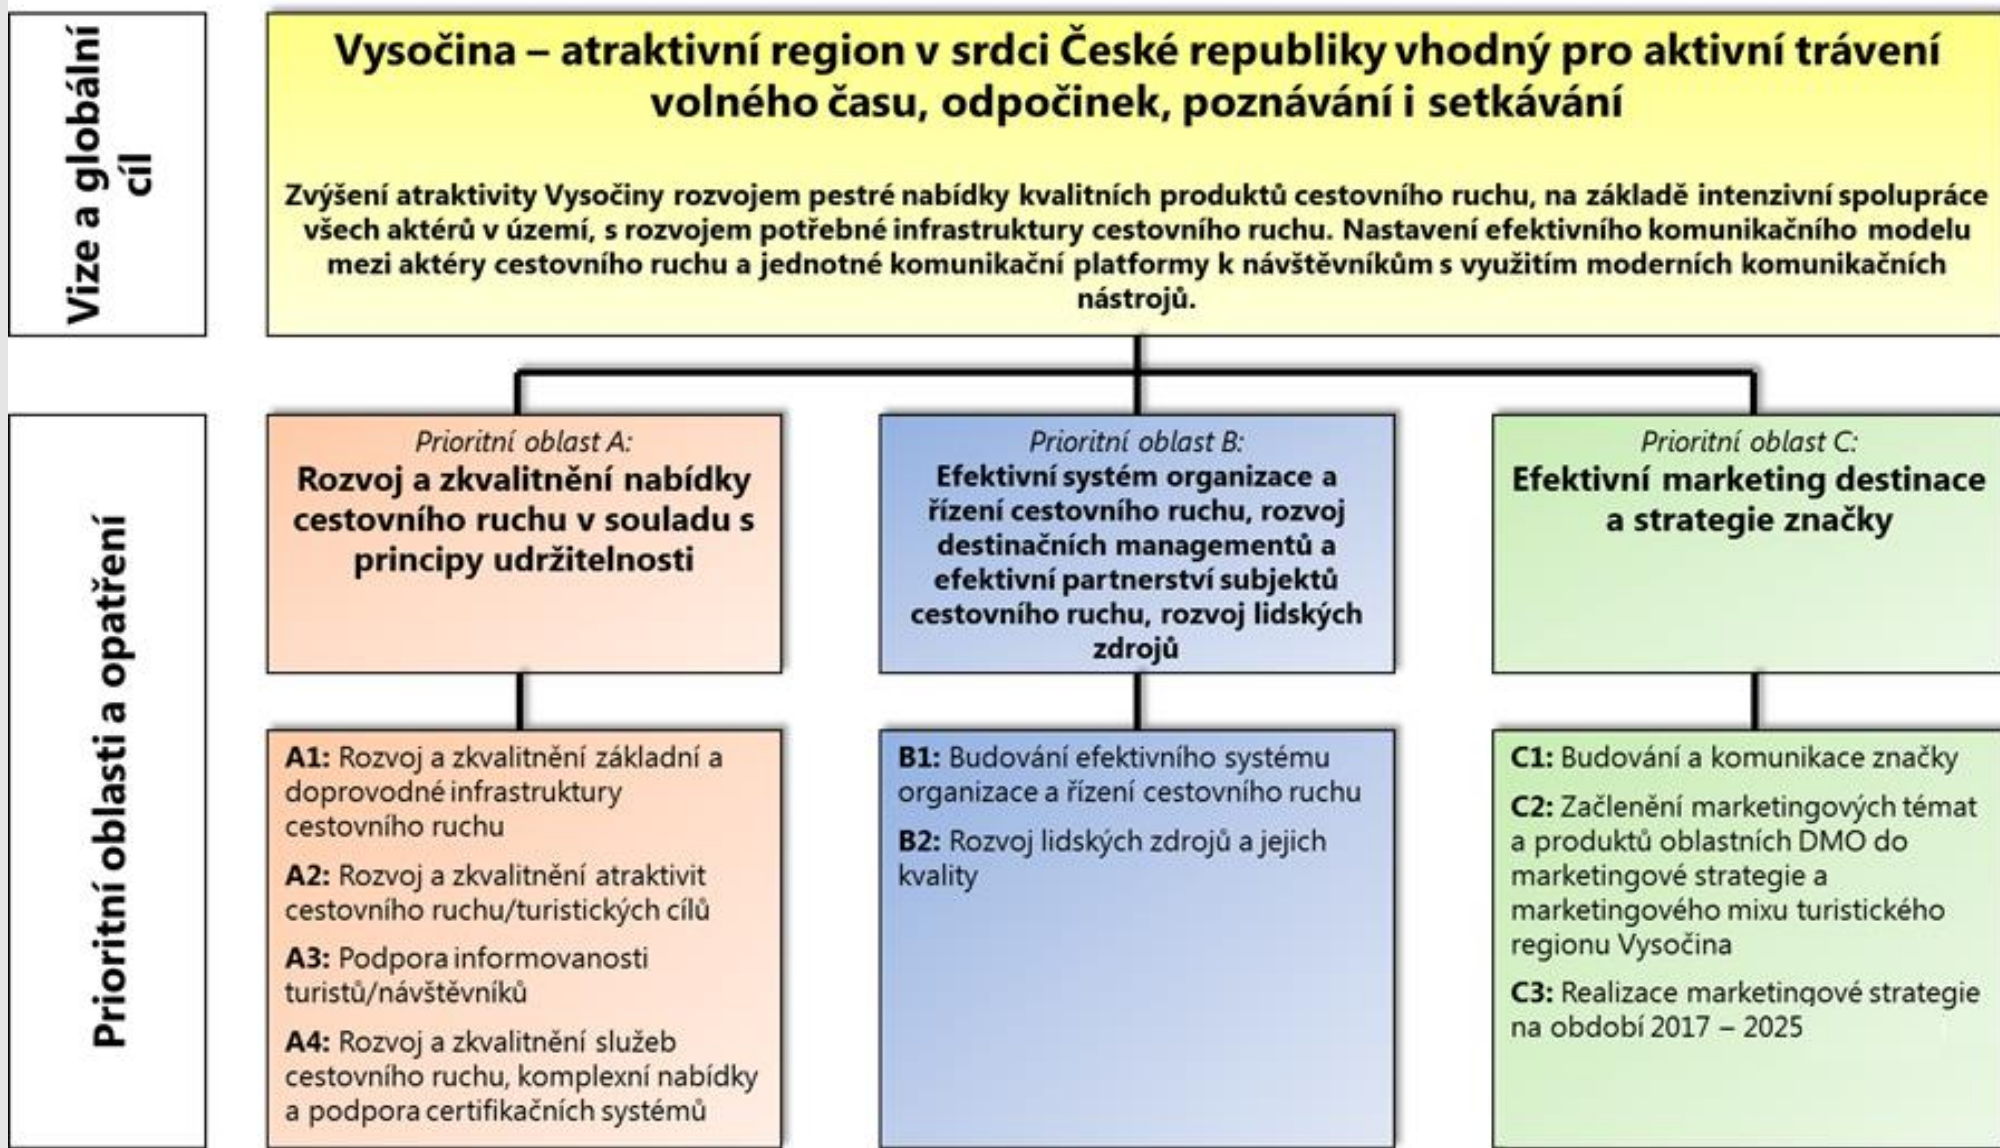 Vize a globální
cíl
Vysočina – atraktivní region v srdci České republiky vhodný pro aktivní trávení
volného času, odpočinek, poznávání i setkávání
Zvýšení atraktivity Vysočiny rozvojem pestré nabídky kvalitních produktů cestovního ruchu, na základě intenzivní spolupráce
všech aktérů v území, s rozvojem potřebné infrastruktury cestovního ruchu. Nastavení efektivního komunikačního modelu
mezi aktéry cestovního ruchu a jednotné komunikační platformy k návštěvníkům s využitím moderních komunikačních
nástrojů.
Prioritní oblasti a opatření
Prioritní oblast A:
Rozvoj a zkvalitnění nabídky
cestovního ruchu v souladu s
principy udržitelnosti
A1: Rozvoj a zkvalitnění základní a
doprovodné infrastruktury
cestovního ruchu
A2: Rozvoj a zkvalitnění atraktivit
cestovního ruchu/turistických cílů
A3: Podpora informovanosti
turistů/návštěvníků
A4: Rozvoj a zkvalitnění služeb
cestovního ruchu, komplexní nabídky
a podpora certifikačních systémů
Prioritní oblast B:
Efektivní systém organizace a
řízení cestovního ruchu, rozvoj
destinačních managementů a
efektivní partnerství subjektů
cestovního ruchu, rozvoj lidských
zdrojů
B1: Budování efektivního systému
organizace a řízení cestovního ruchu
B2: Rozvoj lidských zdrojů a jejich
kvality
Prioritní oblast C:
Efektivní marketing destinace
a strategie značky
C1: Budování a komunikace značky
C2: Začlenění marketingových témat
a produktů oblastních DMO do
marketingové strategie a
marketingového mixu turistického
regionu Vysočina
C3: Realizace marketingové strategie
na období 2017 – 2025